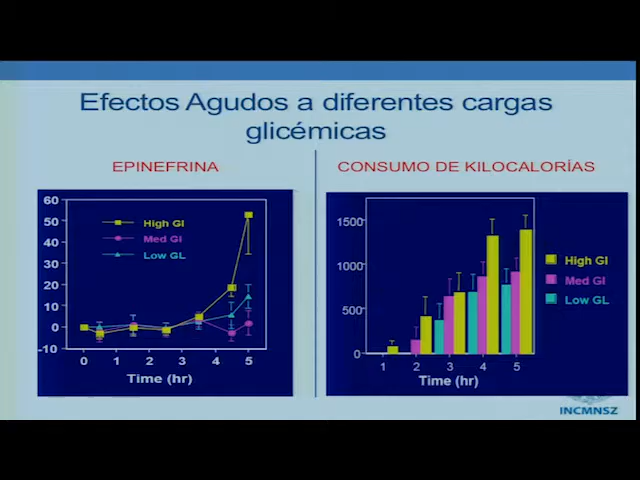 Efectos Agudos a diferentes cargas
glicémicas
EPINEFRINA
CONSUMO DE KILOCALORÍAS
60
50
40
30
20
10
0
-10
High GI
Med GI
Low GL
0 1 2 3 4 5
Time (hr)
1500
1000
500
0
High GI
Med GI
Low GL
1 2 3 4 5
Time (hr)
INCMNSZ